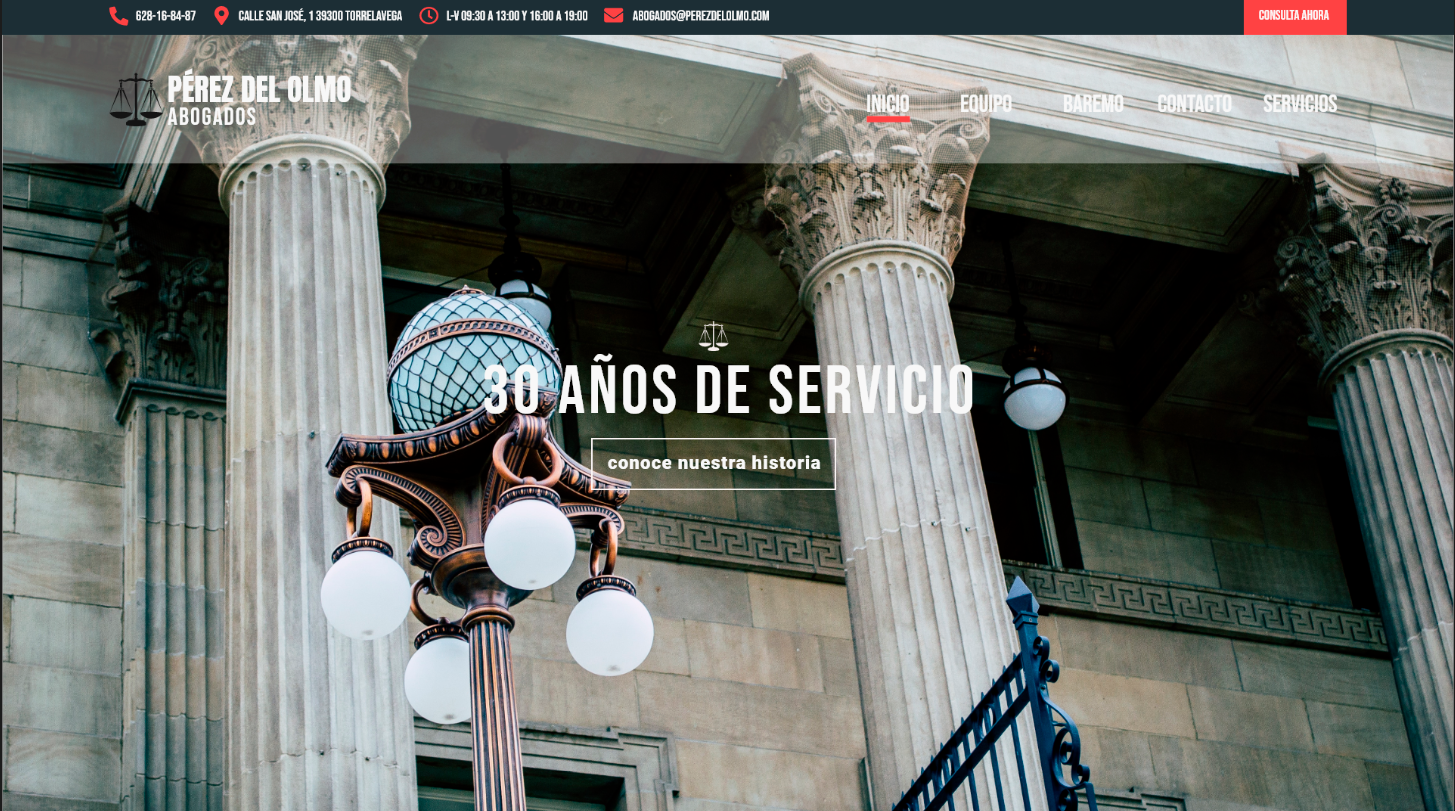 628-16-84-87 CALLE SAN JOSÉ, 1 39300 TORRELAVEGA L-V 09:30 A 13:00 Y 16:00 A 19:00 ABOGADOS@PEREZDELOLMO.COM CONSULTA AHORA
PÉREZ DEL OLMO
ABOGADOS
INICIO EQUIPO BAREMO CONTACTO SERVICIOS
30 AÑOS DE SERVICIO
conoce nuestra historia